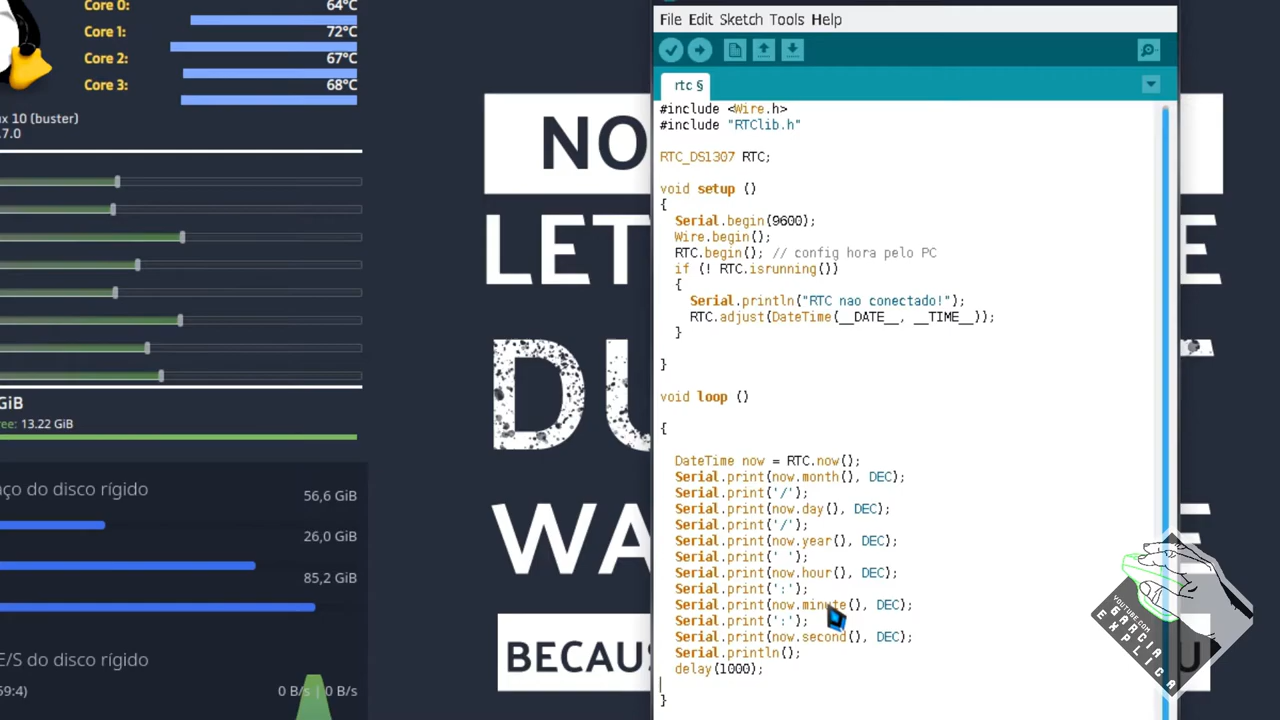 Core 0: 64°C
Core 1: 72°C
Core 2: 67°C
Core 3: 68°C
ux 10 (buster)
.7.0
GiB
ree: 13.22 GiB
aço do disco rígido
56,6 GiB
26,0 GiB
85,2 GiB
E/S do disco rígido
59:4) 0 B/s | 0 B/s
NO
LET
E
DU
WA
E
BECAUS
U
File Edit Sketch Tools Help
rtc §
#include <Wire.h>
#include "RTClib.h"
RTC_DS1307 RTC;
void setup ()
{
Serial.begin(9600);
Wire.begin();
RTC.begin(); // config hora pelo PC
if (! RTC.isrunning())
{
Serial.println("RTC nao conectado!");
RTC.adjust(DateTime(__DATE__, __TIME__));
}
}
void loop ()
{
DateTime now = RTC.now();
Serial.print(now.month(), DEC);
Serial.print('/');
Serial.print(now.day(), DEC);
Serial.print('/');
Serial.print(now.year(), DEC);
Serial.print(' ');
Serial.print(now.hour(), DEC);
Serial.print(':');
Serial.print(now.minute(), DEC);
Serial.print(':');
Serial.print(now.second(), DEC);
Serial.println();
delay(1000);
}
YOUTUBE.COM
EGARCIA
EXPLICA